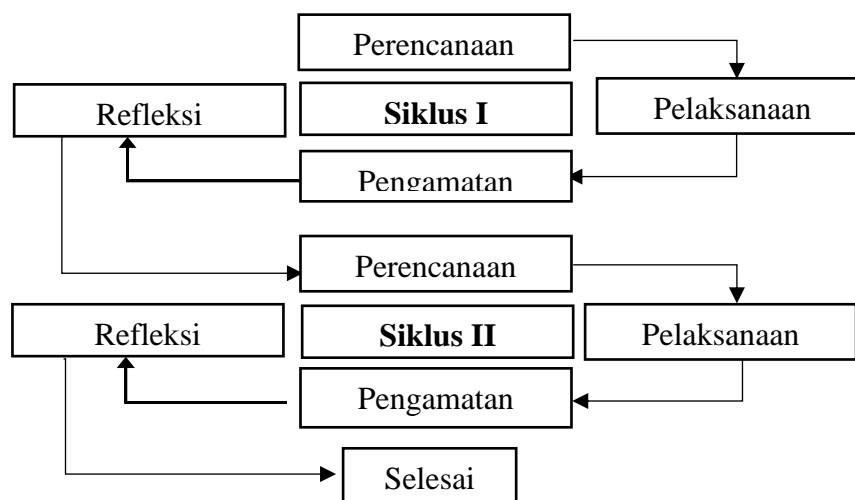 Perencanaan
Refleksi
Siklus I
Pelaksanaan
Pengamatan
Perencanaan
Refleksi
Siklus II
Pelaksanaan
Pengamatan
Selesai